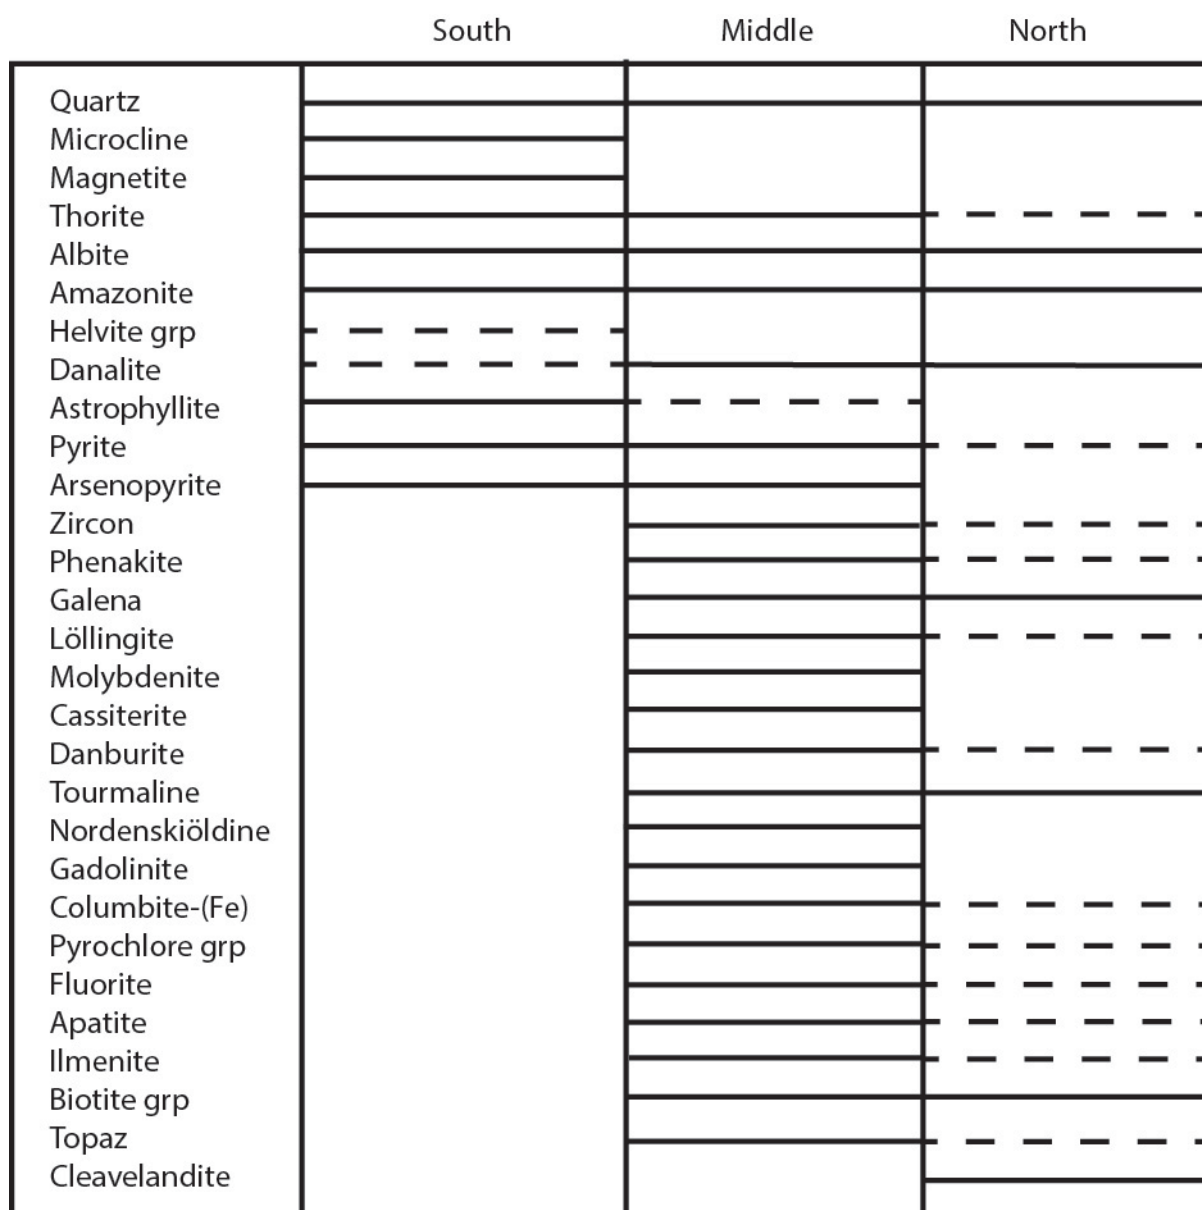 South Middle North
Quartz
Microcline
Magnetite
Thorite
Albite
Amazonite
Helvite grp
Danalite
Astrophyllite
Pyrite
Arsenopyrite
Zircon
Phenakite
Galena
Löllingite
Molybdenite
Cassiterite
Danburite
Tourmaline
Nordenskiöldine
Gadolinite
Columbite-(Fe)
Pyrochlore grp
Fluorite
Apatite
Ilmenite
Biotite grp
Topaz
Cleavelandite